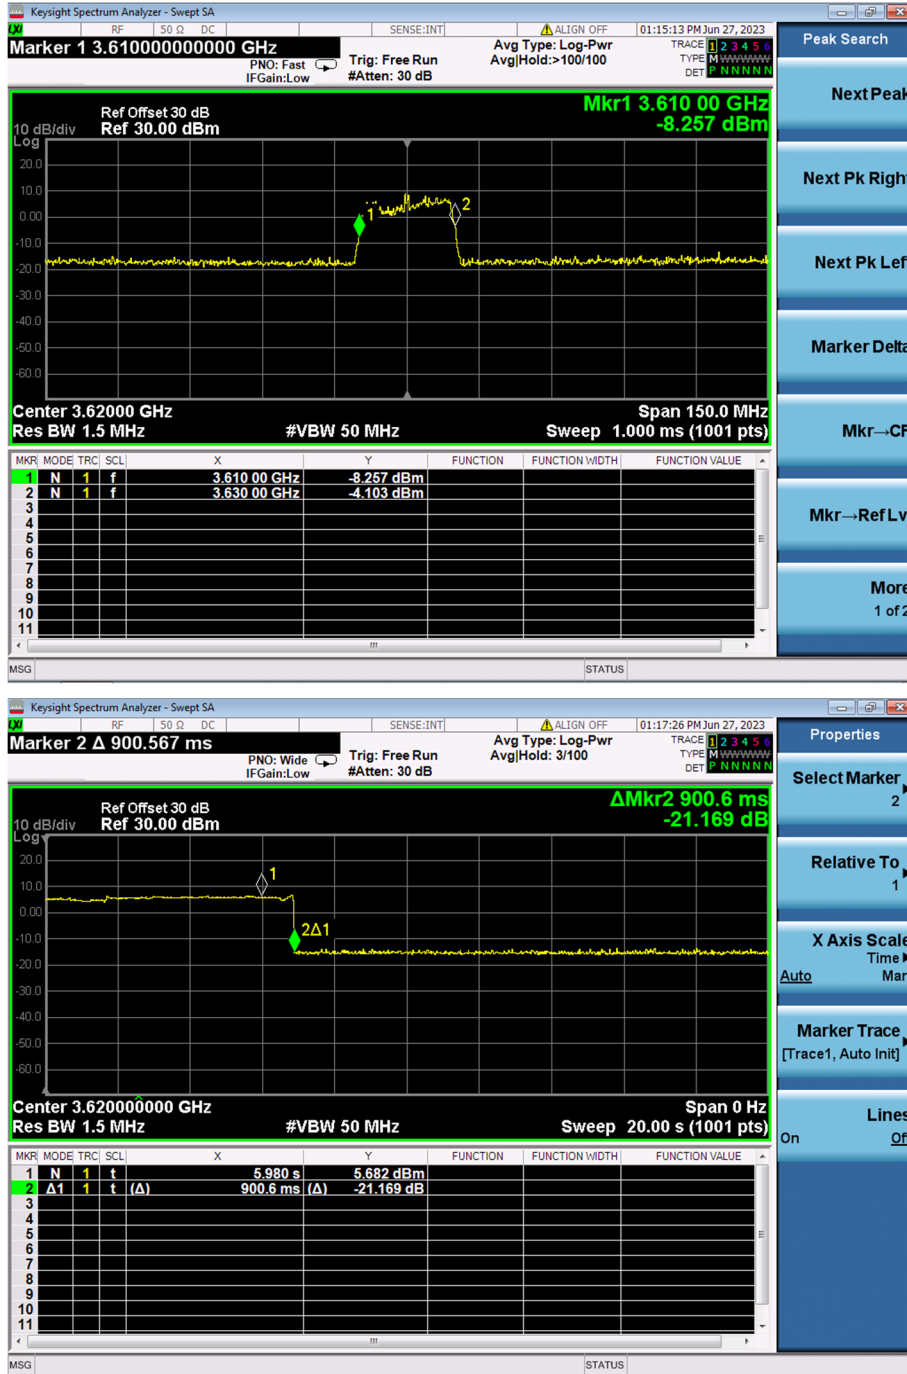 Keysight Spectrum Analyzer - Swept SA
LXI RF 50 Ω DC SENSE:INT ALIGN OFF 01:15:13 PM Jun 27, 2023
Marker 1 3.610000000000 GHz
PNO: Fast
IFGain:Low
Trig: Free Run
#Atten: 30 dB
Avg Type: Log-Pwr
Avg|Hold:>100/100
TRACE 1 2 3 4 5 6
TYPE M WWWWW
DET P N N N N N
Peak Search
Mkr1 3.610 00 GHz
-8.257 dBm
Ref Offset 30 dB
10 dB/div Ref 30.00 dBm
Log
20.0
10.0
0.00
-10.0
-20.0
-30.0
-40.0
-50.0
-60.0
1
2
Center 3.62000 GHz Span 150.0 MHz
Res BW 1.5 MHz #VBW 50 MHz Sweep 1.000 ms (1001 pts)
MKR MODE TRC SCL X Y FUNCTION FUNCTION WIDTH FUNCTION VALUE
1 N 1 f 3.610 00 GHz -8.257 dBm
2 N 1 f 3.630 00 GHz -4.103 dBm
3
4
5
6
7
8
9
10
11
MSG STATUS
Next Peak
Next Pk Right
Next Pk Left
Marker Delta
Mkr→CF
Mkr→Ref Lv
More
1 of 2
Keysight Spectrum Analyzer - Swept SA
LXI RF 50 Ω DC SENSE:INT ALIGN OFF 01:17:26 PM Jun 27, 2023
Marker 2 Δ 900.567 ms
PNO: Wide
IFGain:Low
Trig: Free Run
#Atten: 30 dB
Avg Type: Log-Pwr
Avg|Hold: 3/100
TRACE 1 2 3 4 5 6
TYPE M WWWWW
DET P N N N N N
Properties
ΔMkr2 900.6 ms
-21.169 dB
Ref Offset 30 dB
10 dB/div Ref 30.00 dBm
Log
20.0
10.0
0.00
-10.0
-20.0
-30.0
-40.0
-50.0
-60.0
1
2Δ1
Center 3.620000000 GHz Span 0 Hz
Res BW 1.5 MHz #VBW 50 MHz Sweep 20.00 s (1001 pts)
MKR MODE TRC SCL X Y FUNCTION FUNCTION WIDTH FUNCTION VALUE
1 N 1 t 5.980 s 5.682 dBm
2 Δ1 1 t (Δ) 900.6 ms (Δ) -21.169 dB
3
4
5
6
7
8
9
10
11
MSG STATUS
Select Marker
2
Relative To
1
X Axis Scale
Time
Auto Man
Marker Trace
[Trace1, Auto Init]
Lines
On Off